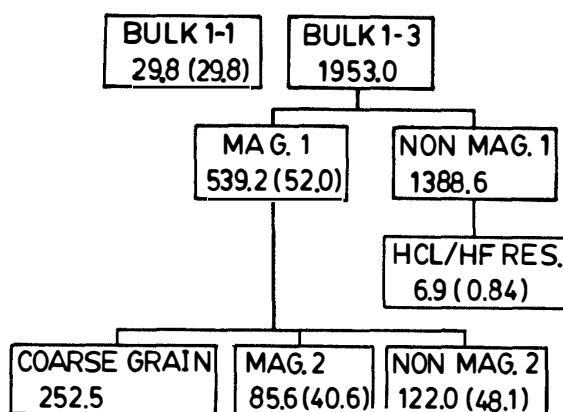 BULK 1-1
29.8 (29.8)
BULK 1-3
1953.0
MAG. 1
539.2 (52.0)
NON MAG. 1
1388.6
HCL/HF RES.
6.9 (0.84)
COARSE GRAIN
252.5
MAG. 2
85.6 (40.6)
NON MAG. 2
122.0 (48.1)